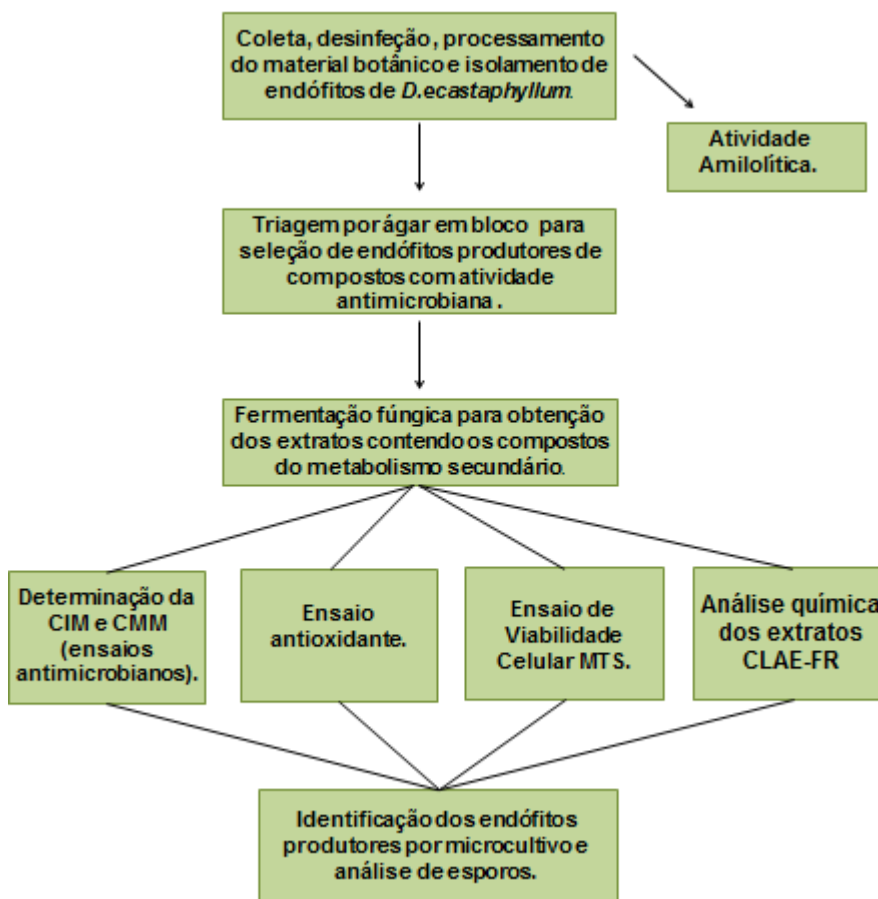 Coleta, desinfeção, processamento
do material botânico e isolamento de
endófitos de D.ecastaphyllum.
Atividade
Amilolítica.
Triagem por ágar em bloco para
seleção de endófitos produtores de
compostos com atividade
antimicrobiana .
Fermentação fúngica para obtenção
dos extratos contendo os compostos
do metabolismo secundário.
Determinação da
CIM e CMM
(ensaios
antimicrobianos).
Ensaio
antioxidante.
Ensaio de
Viabilidade
Celular MTS.
Análise química
dos extratos
CLAE-FR
Identificação dos endófitos
produtores por microcultivo e
análise de esporos.